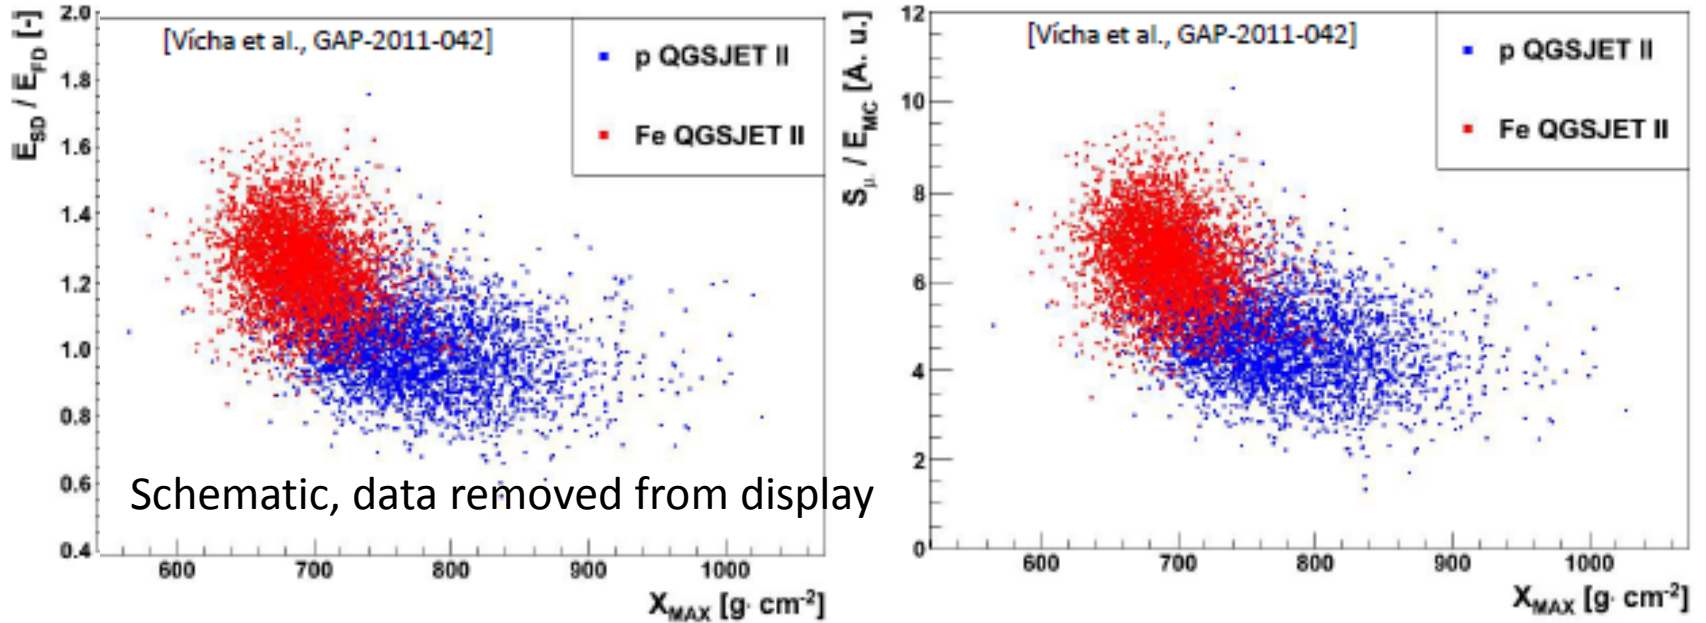 2.0
1.8
1.6
1.4
1.2
1.0
0.8
0.6
0.4
E_SD / E_FD [-]
[Vícha et al., GAP-2011-042]
p QGSJET II
Fe QGSJET II
Schematic, data removed from display
600 700 800 900 1000
X_MAX [g· cm⁻²]
12
10
8
6
4
2
0
S_μ / E_MC [A. u.]
[Vícha et al., GAP-2011-042]
p QGSJET II
Fe QGSJET II
600 700 800 900 1000
X_MAX [g· cm⁻²]